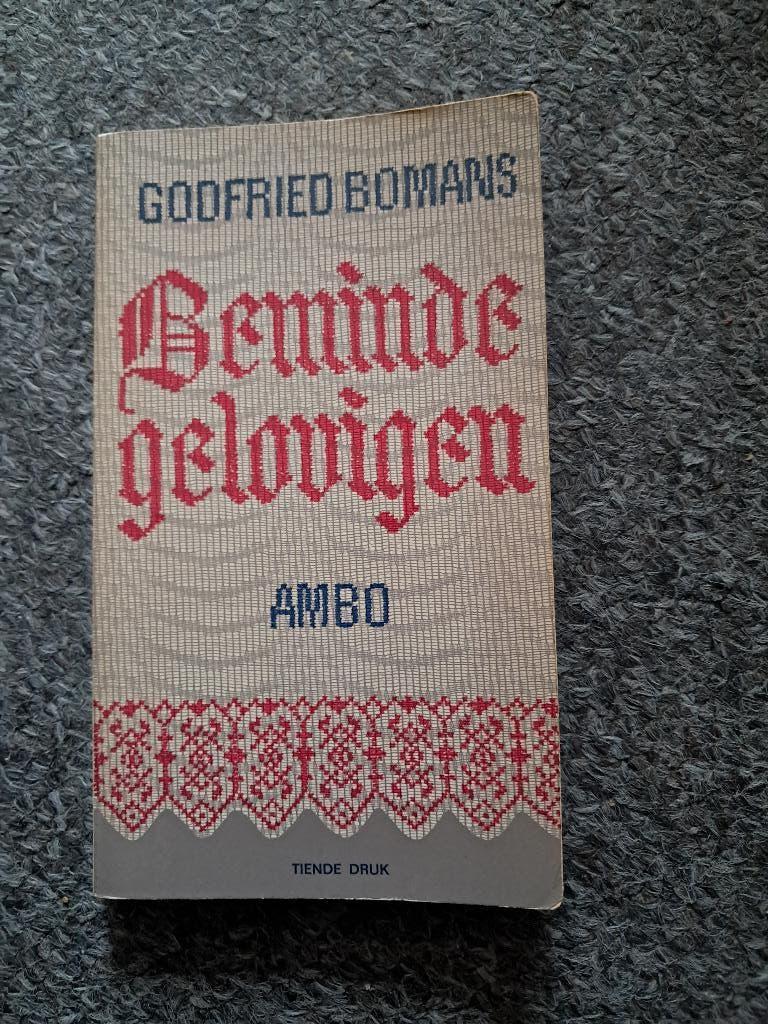 GODFRIED BOMANS
Beminde
gelovigen
AMBO
TIENDE DRUK